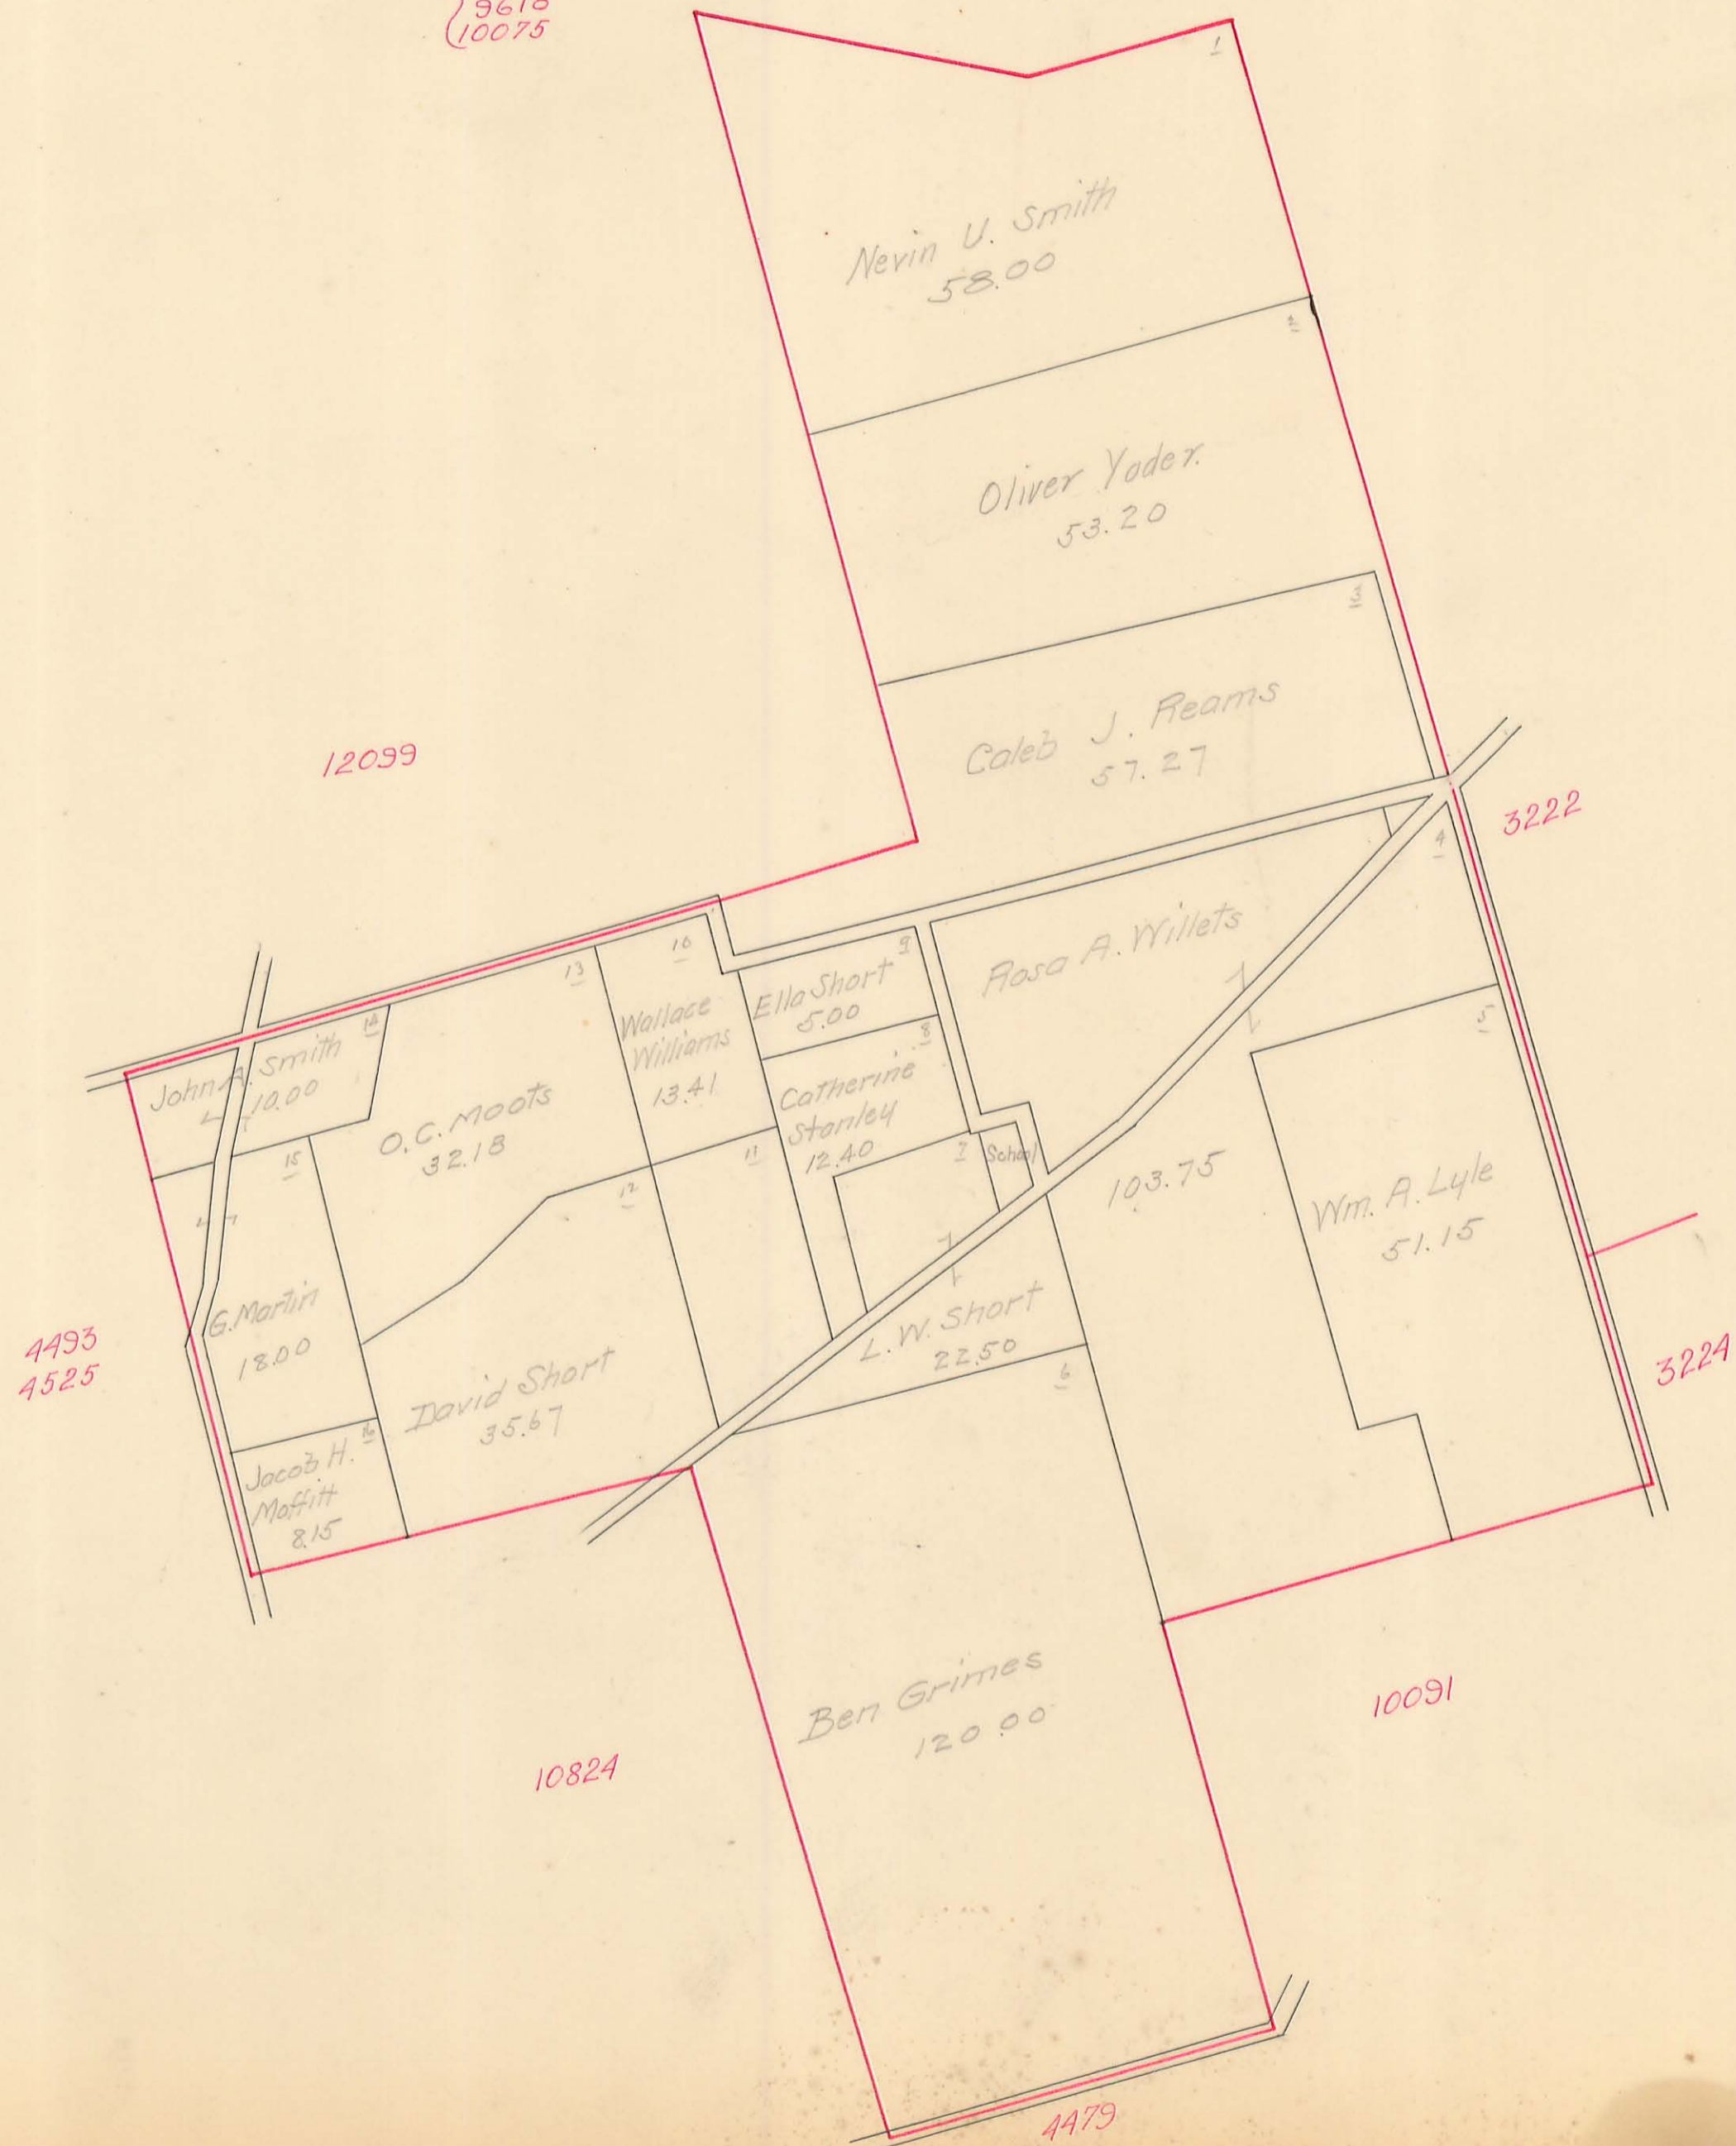 10075
1
Nevin U. Smith
58.00
2
Oliver Yoder.
53.20
3
Caleb J. Reams
57.27
12099
3222
4
Rosa A. Willets
103.75
5
Wm. A. Lyle
51.15
3224
9
Ella Short
5.00
8
Catherine
Stanley
12.40
7
School
10
Wallace
Williams
13.41
11
13
O.C. Moots
32.18
12
14
John A. Smith
10.00
15
G. Martin
18.00
4493
4525
David Short
35.67
L. W. Short
22.50
6
16
Jacob H.
Moffitt
8.15
Ben Grimes
120.00
10091
10824
4479